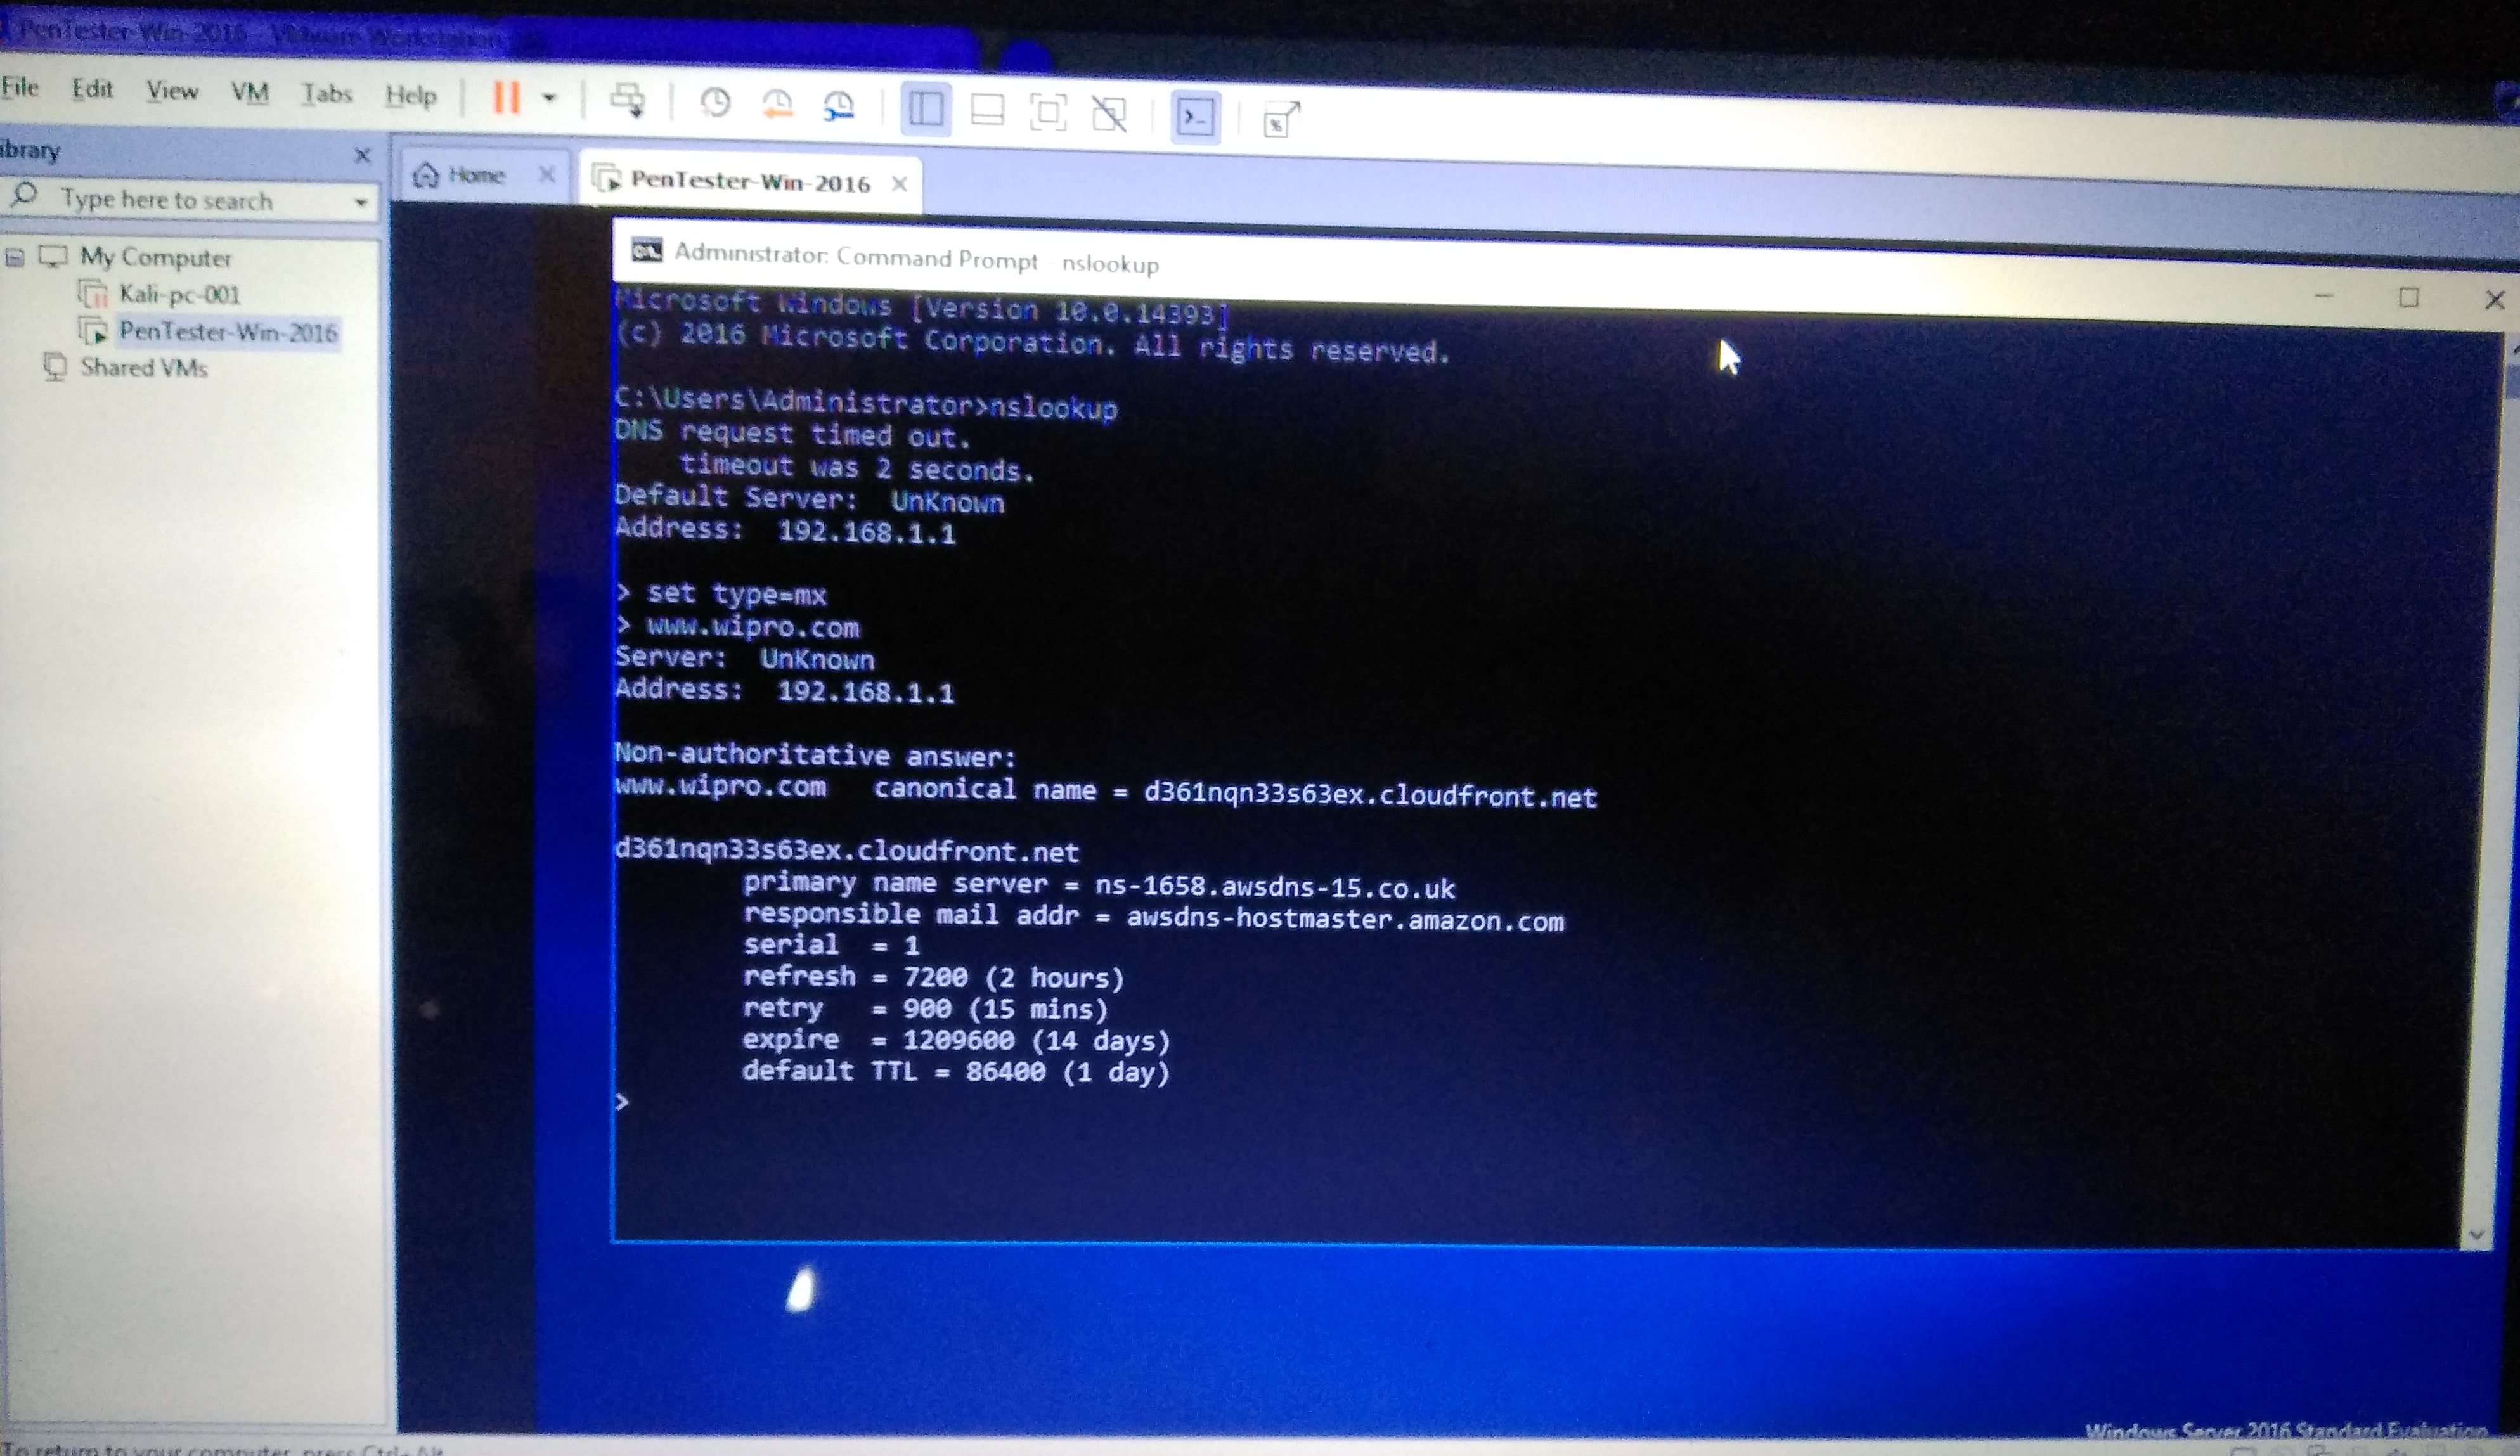 PenTester-Win-2016 - VMware Workstation
File Edit View VM Tabs Help
ibrary
Type here to search
My Computer
Kali-pc-001
PenTester-Win-2016
Shared VMs
Home
PenTester-Win-2016
Administrator: Command Prompt - nslookup
Microsoft Windows [Version 10.0.14393]
(c) 2016 Microsoft Corporation. All rights reserved.
C:\Users\Administrator>nslookup
DNS request timed out.
timeout was 2 seconds.
Default Server: UnKnown
Address: 192.168.1.1
> set type=mx
> www.wipro.com
Server: UnKnown
Address: 192.168.1.1
Non-authoritative answer:
www.wipro.com canonical name = d361nqn33s63ex.cloudfront.net
d361nqn33s63ex.cloudfront.net
primary name server = ns-1658.awsdns-15.co.uk
responsible mail addr = awsdns-hostmaster.amazon.com
serial = 1
refresh = 7200 (2 hours)
retry = 900 (15 mins)
expire = 1209600 (14 days)
default TTL = 86400 (1 day)
>
Windows Server 2016 Standard Evaluation
To return to your computer, press Ctrl+Alt.